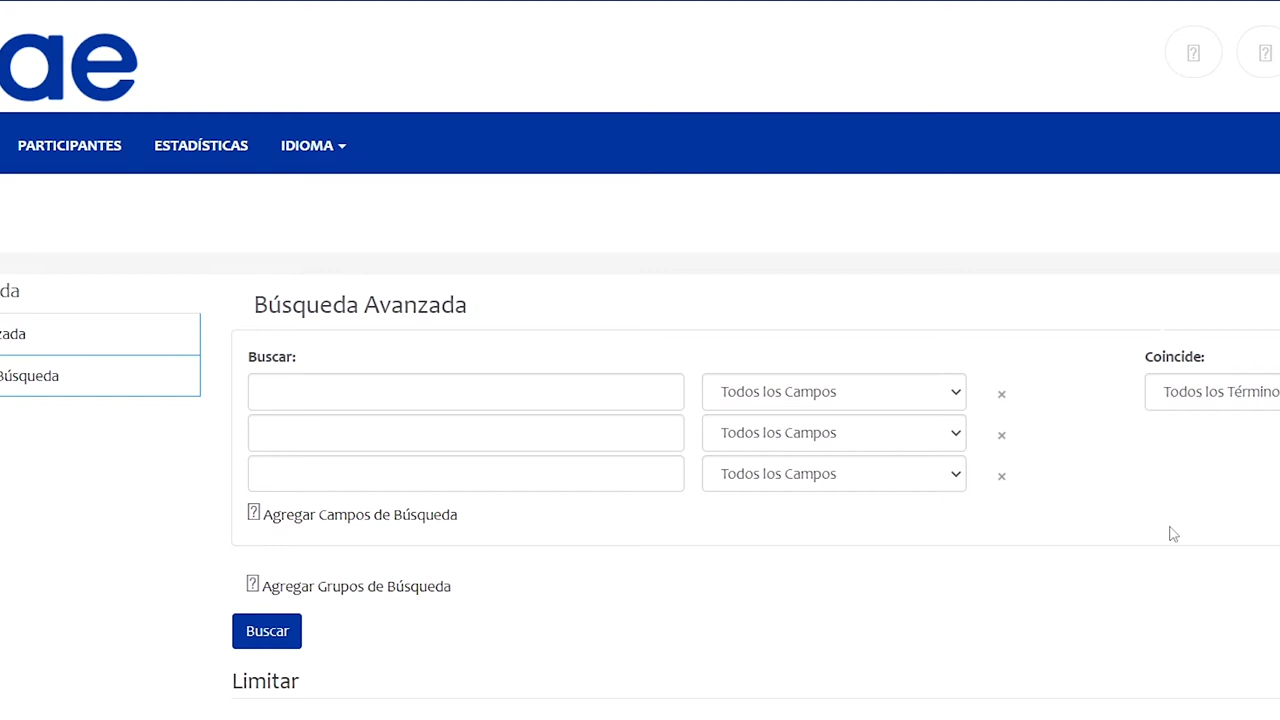 ae
PARTICIPANTES ESTADÍSTICAS IDIOMA
da
zada
Búsqueda
Búsqueda Avanzada
Buscar:
Coincide:
Todos los Campos
Todos los Término
Todos los Campos
Todos los Campos
Agregar Campos de Búsqueda
Agregar Grupos de Búsqueda
Buscar
Limitar